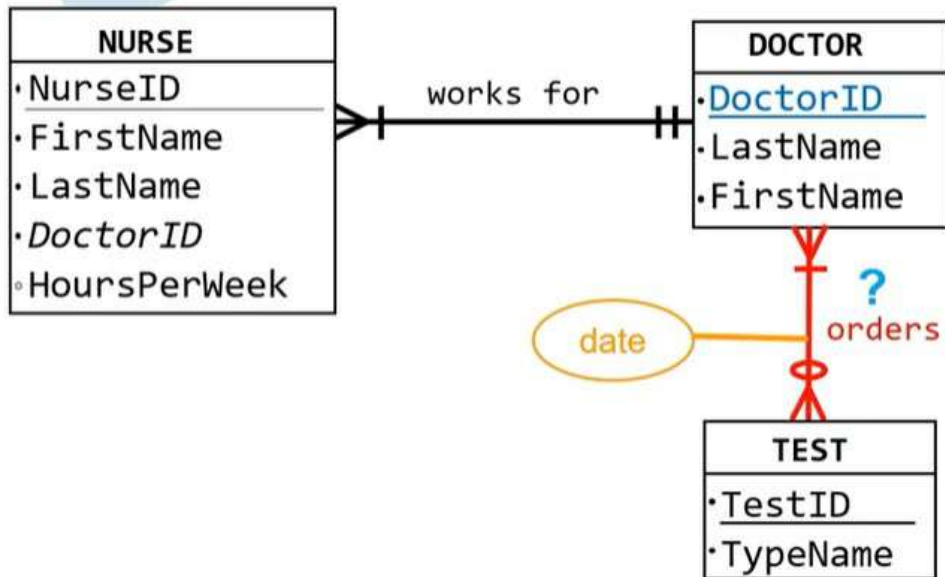 NURSE
·NurseID
·FirstName
·LastName
·DoctorID
◦HoursPerWeek
works for
DOCTOR
·DoctorID
·LastName
·FirstName
?
orders
date
TEST
·TestID
·TypeName